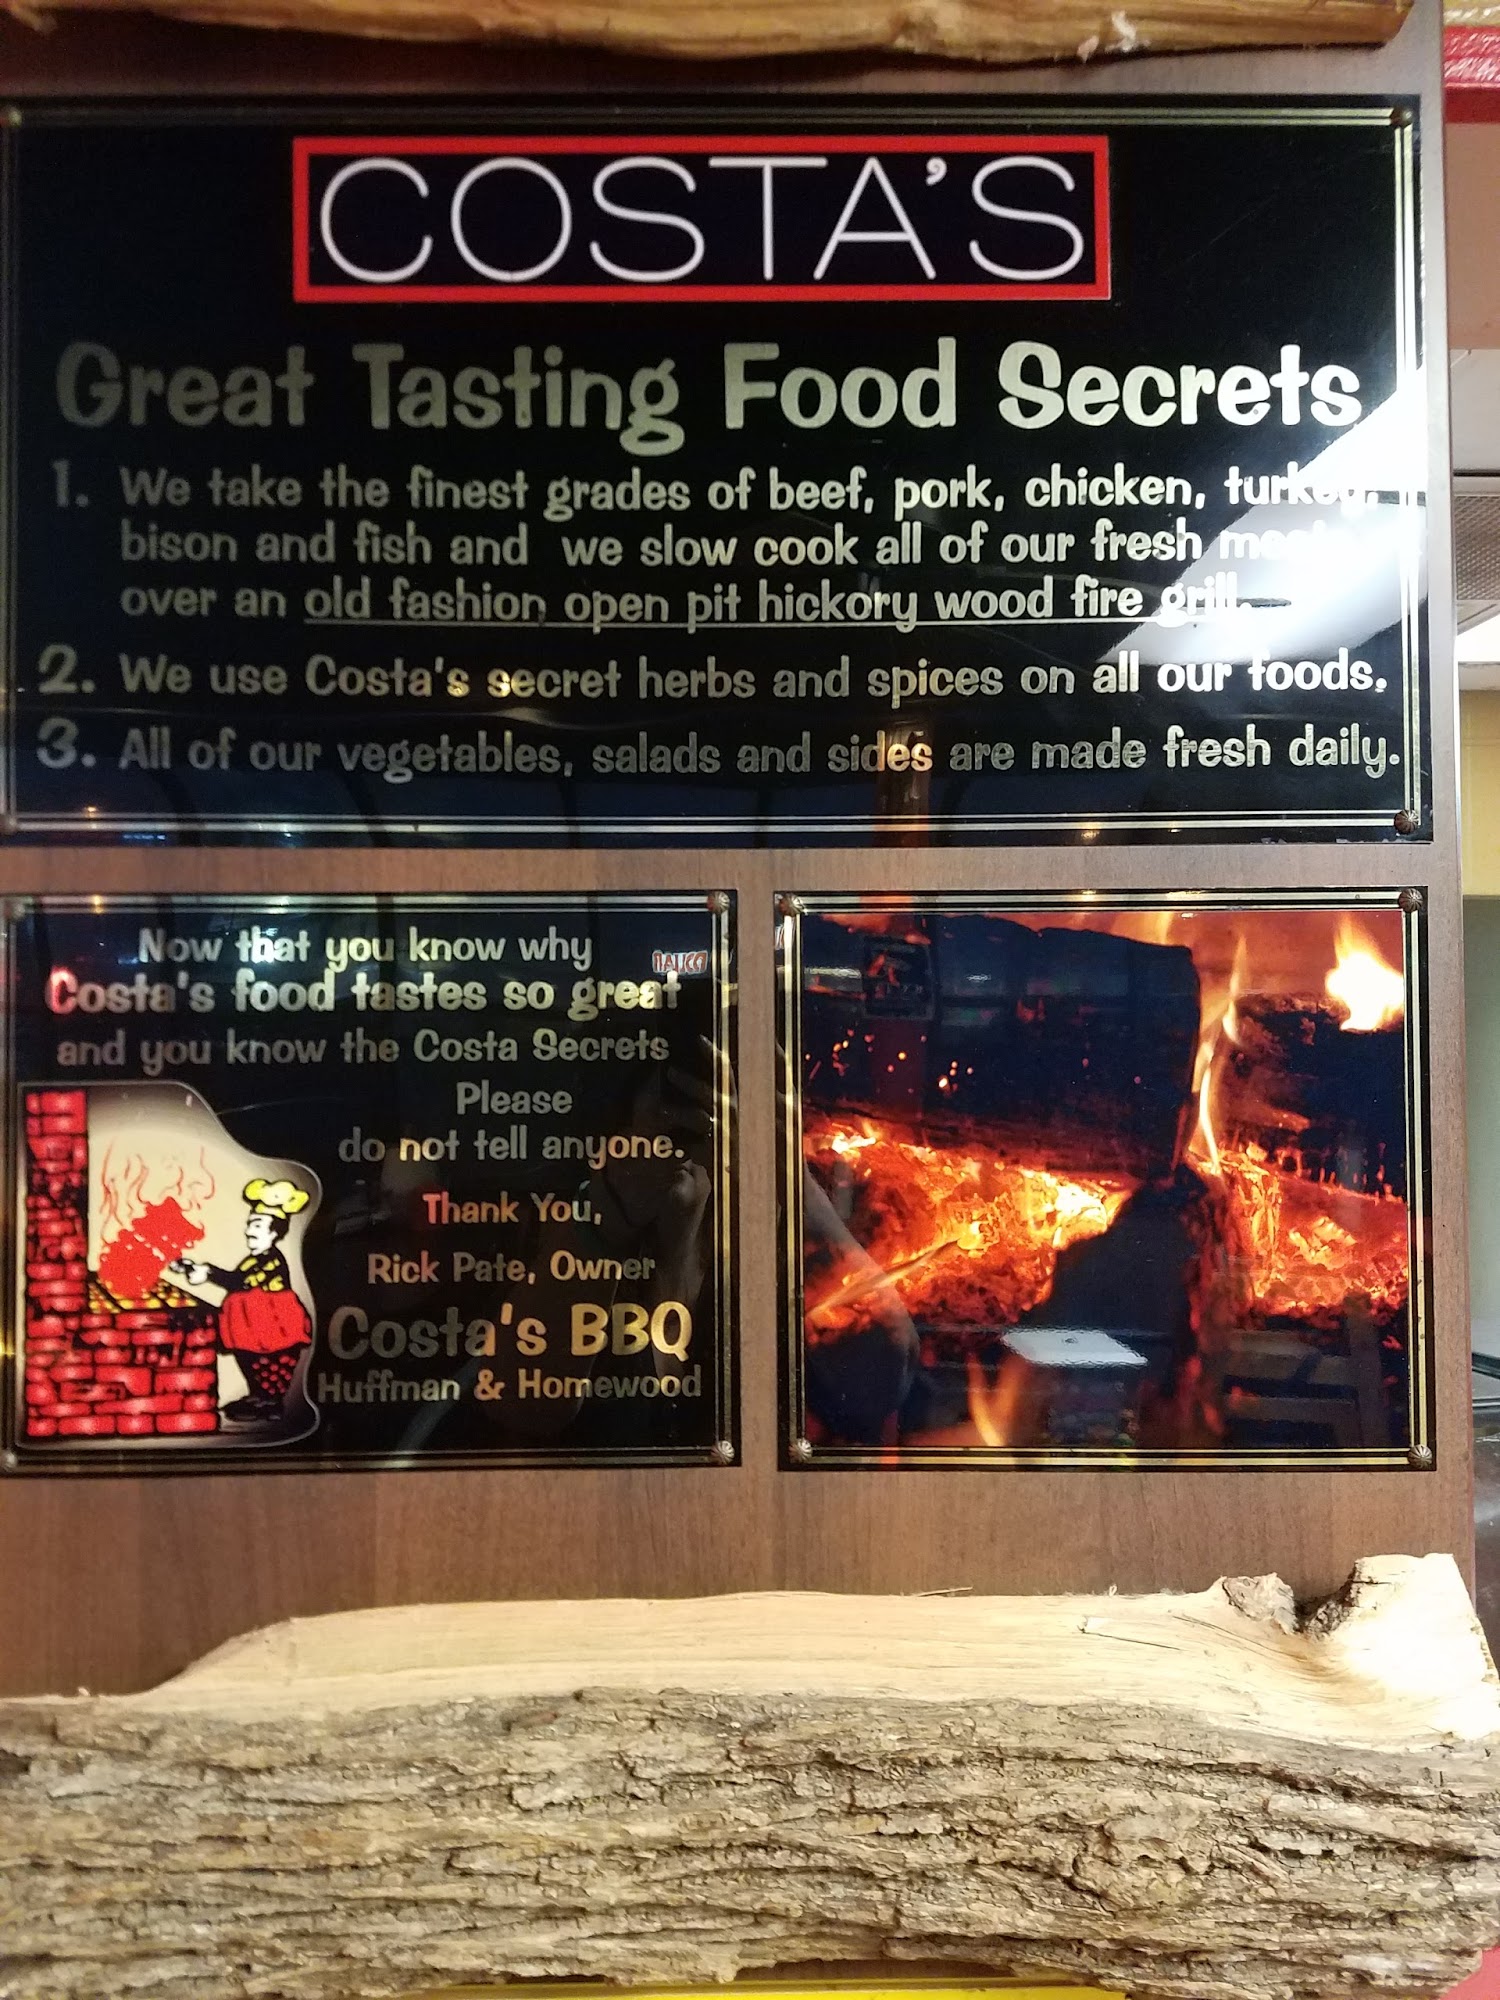 COSTA'S
Great Tasting Food Secrets
1. We take the finest grades of beef, pork, chicken, turkey,
bison and fish and we slow cook all of our fresh
over an old fashion open pit hickory wood fire grill.
2. We use Costa's secret herbs and spices on all our foods.
3. All of our vegetables, salads and sides are made fresh daily.
Now that you know why
Costa's food tastes so great
and you know the Costa Secrets
Please
do not tell anyone.
Thank You,
Rick Pate, Owner
Costa's BBQ
Huffman & Homewood